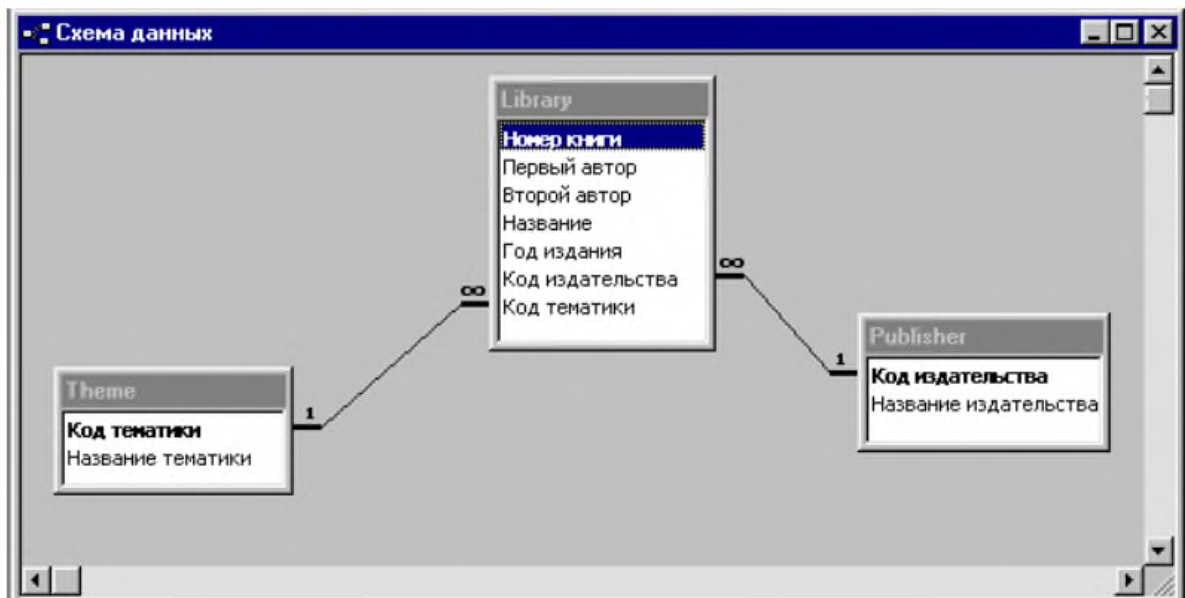 Схема данных
Library
Номер книги
Первый автор
Второй автор
Название
Год издания
Код издательства
Код тематики
∞
∞
Publisher
1
Код издательства
Название издательства
Theme
1
Код тематики
Название тематики